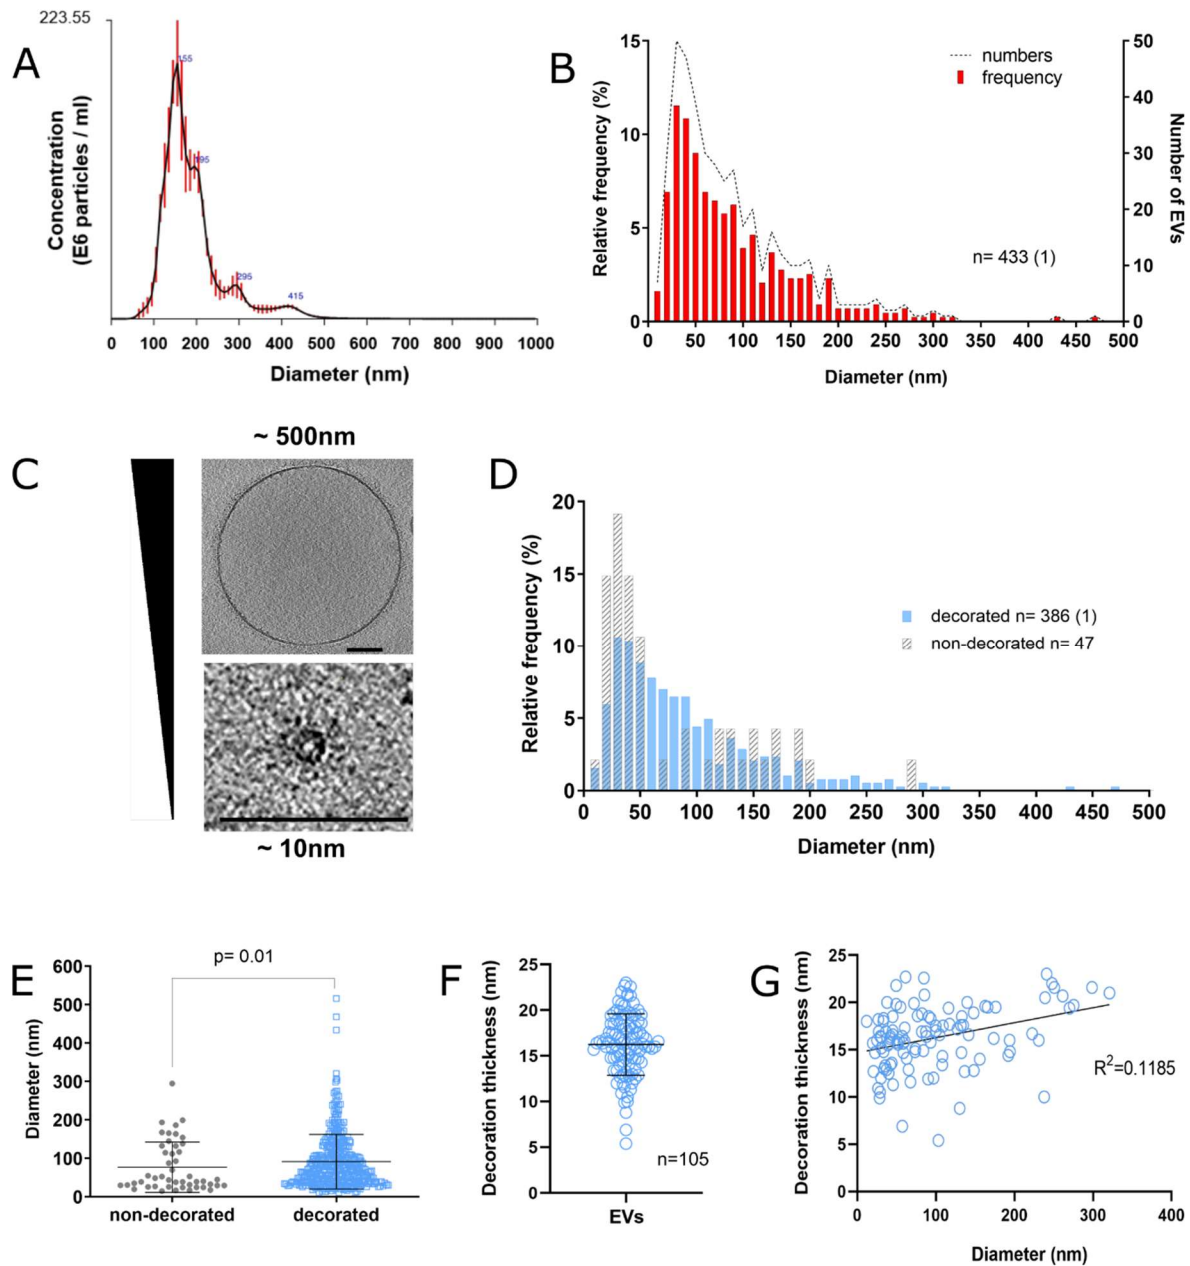 A
223.55
Concentration
(E6 particles / ml)
155
195
295
415
0 100 200 300 400 500 600 700 800 900 1000
Diameter (nm)
B
Relative frequency (%)
15
10
5
0
numbers
frequency
n= 433 (1)
50
40
30
20
10
0
Number of EVs
0 50 100 150 200 250 300 350 400 450 500
Diameter (nm)
C
~ 500nm
~ 10nm
D
Relative frequency (%)
20
15
10
5
0
decorated n= 386 (1)
non-decorated n= 47
0 50 100 150 200 250 300 350 400 450 500
Diameter (nm)
E
Diameter (nm)
600
500
400
300
200
100
0
p= 0.01
non-decorated decorated
F
Decoration thickness (nm)
25
20
15
10
5
0
n=105
EVs
G
Decoration thickness (nm)
25
20
15
10
5
0
R²=0.1185
0 100 200 300 400
Diameter (nm)